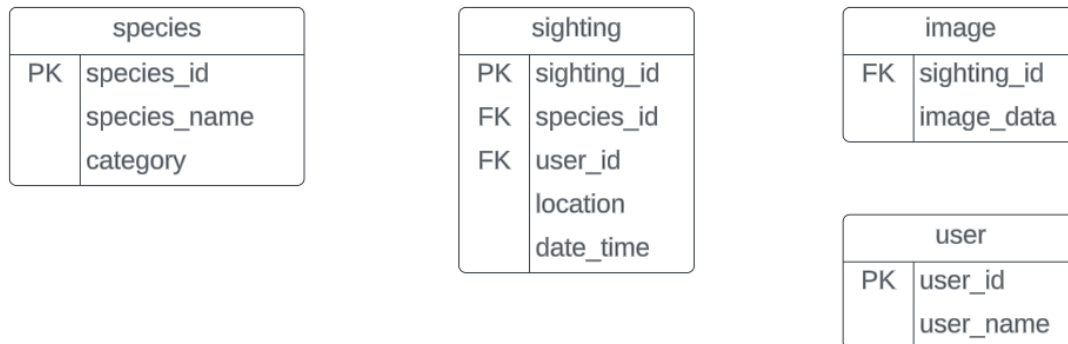 species
PK species_id
species_name
category
sighting
PK sighting_id
FK species_id
FK user_id
location
date_time
image
FK sighting_id
image_data
user
PK user_id
user_name